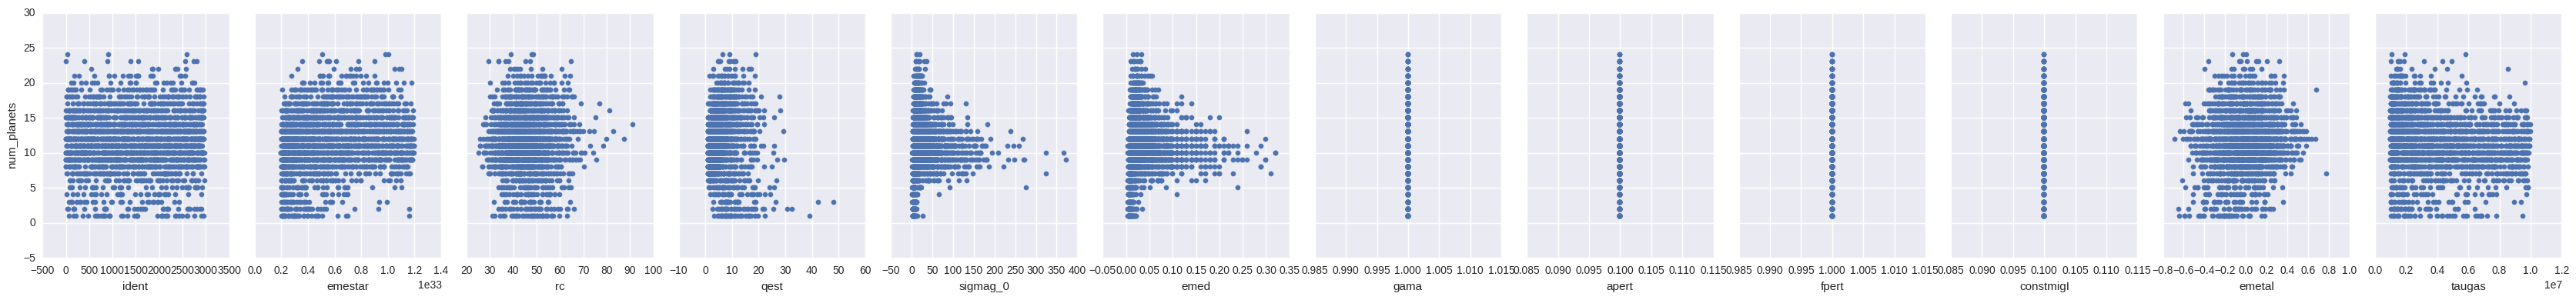 30
25
20
15
10
5
0
−5
num_planets
−500 0 500 1000 1500 2000 2500 3000 3500
ident
0.0 0.2 0.4 0.6 0.8 1.0 1.2 1.4
1e33
emestar
20 30 40 50 60 70 80 90 100
rc
−10 0 10 20 30 40 50 60
qest
−50 0 50 100 150 200 250 300 350 400
sigmag_0
−0.05 0.00 0.05 0.10 0.15 0.20 0.25 0.30 0.35
emed
0.985 0.990 0.995 1.000 1.005 1.010 1.015
gama
0.085 0.090 0.095 0.100 0.105 0.110 0.115
apert
0.985 0.990 0.995 1.000 1.005 1.010 1.015
fpert
0.085 0.090 0.095 0.100 0.105 0.110 0.115
constmigI
−0.8 −0.6 −0.4 −0.2 0.0 0.2 0.4 0.6 0.8 1.0
emetal
0.0 0.2 0.4 0.6 0.8 1.0 1.2
1e7
taugas